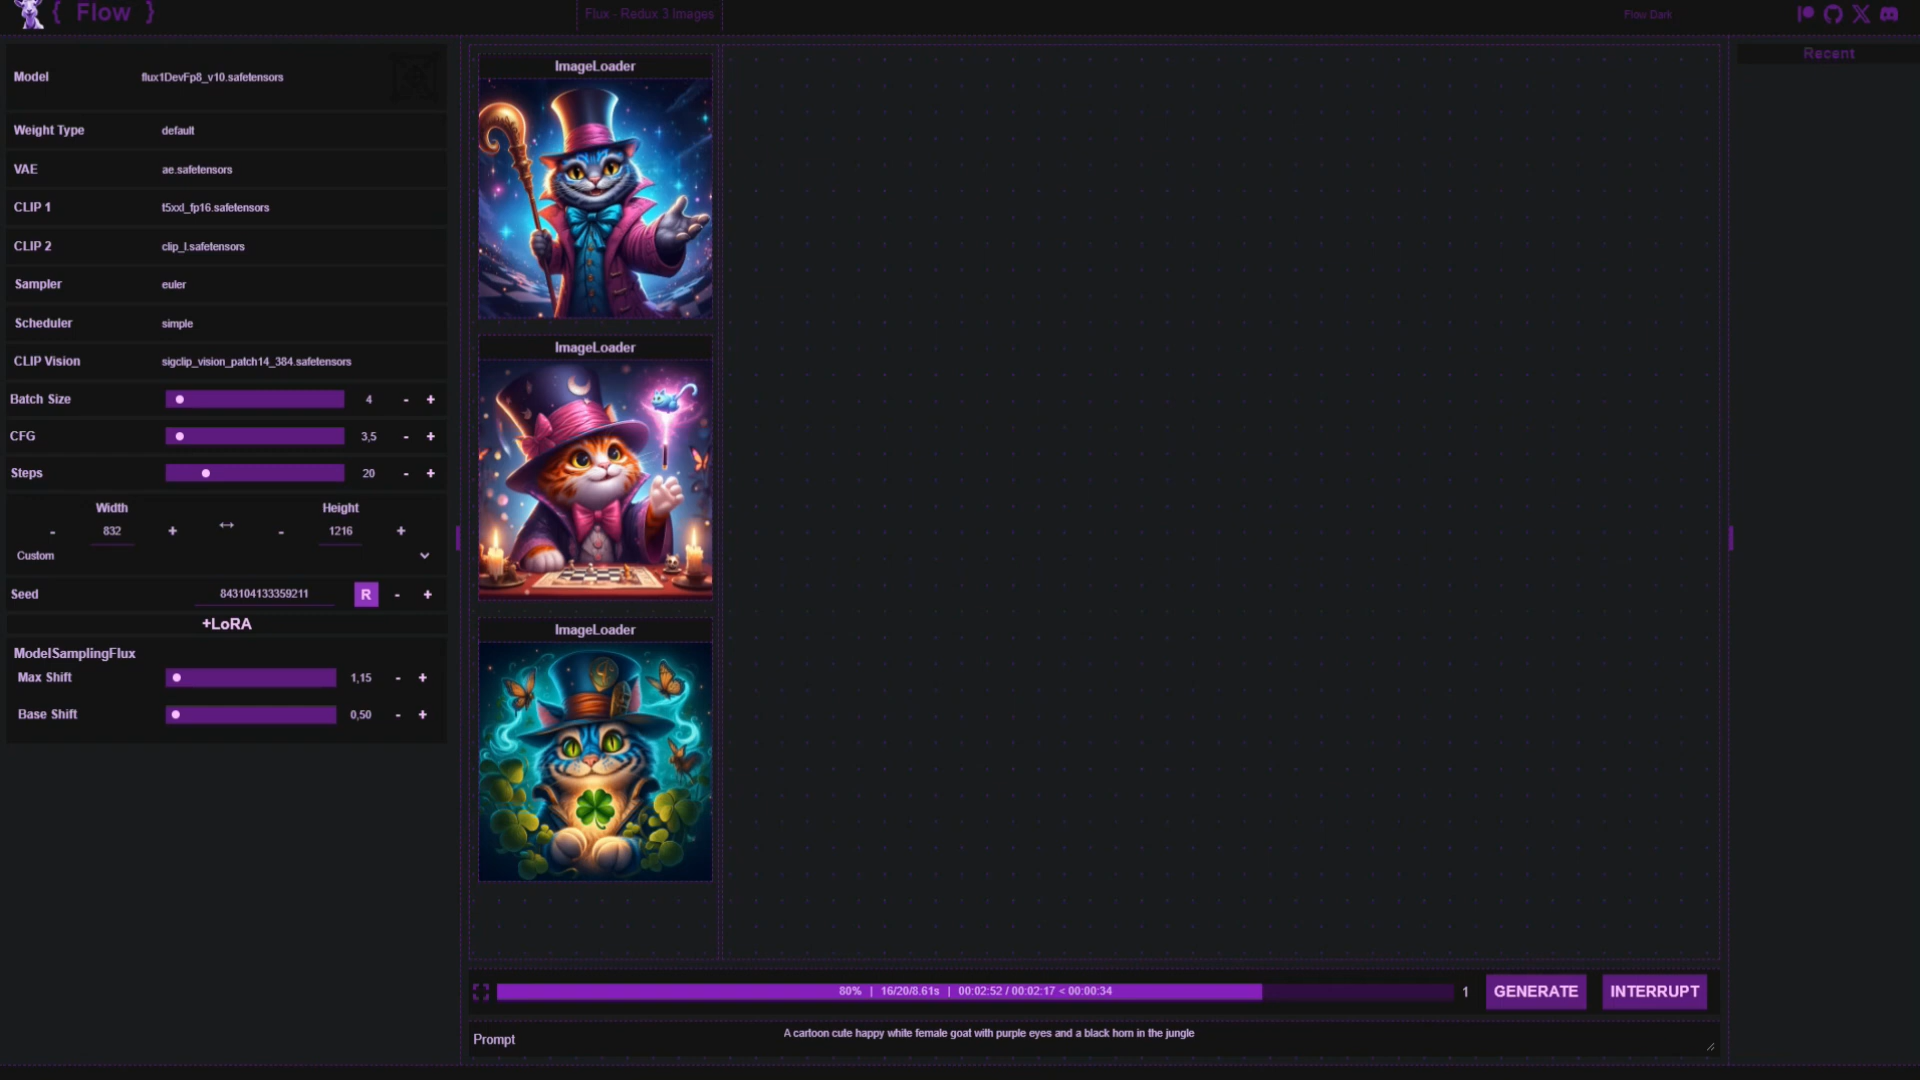 { Flow }
Flux - Redux 3 Images
Flow Dark
Model flux1DevFp8_v10.safetensors
Weight Type default
VAE ae.safetensors
CLIP 1 t5xxl_fp16.safetensors
CLIP 2 clip_l.safetensors
Sampler euler
Scheduler simple
CLIP Vision sigclip_vision_patch14_384.safetensors
Batch Size 4 - +
CFG 3,5 - +
Steps 20 - +
Width Height
- 832 + ↔ - 1216 +
Custom
Seed 843104133359211 R - +
+LoRA
ModelSamplingFlux
Max Shift 1,15 - +
Base Shift 0,50 - +
ImageLoader
ImageLoader
ImageLoader
Recent
80% | 16/20/8.61s | 00:02:52 / 00:02:17 < 00:00:34
1 GENERATE INTERRUPT
Prompt A cartoon cute happy white female goat with purple eyes and a black horn in the jungle